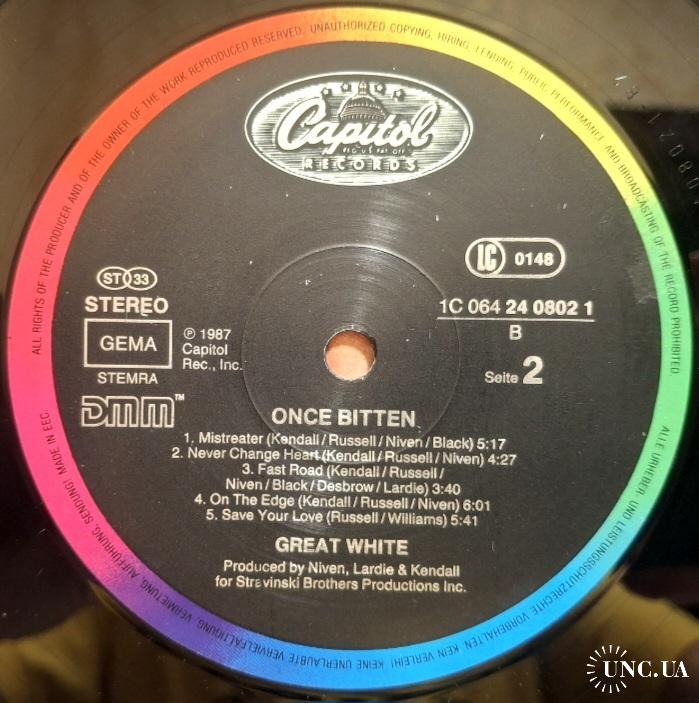 ALL RIGHTS OF THE PRODUCER AND OF THE OWNER OF THE WORK REPRODUCED RESERVED. UNAUTHORIZED COPYING, HIRING, LENDING, PUBLIC PERFORMANCE AND BROADCASTING OF THE RECORD PROHIBITED
Capitol
REG. U.S. PAT. OFF.
RECORDS
LC 0148
ST 33
STEREO
1C 064 24 0802 1
B
GEMA
℗ 1987
Capitol
Rec., Inc.
Seite 2
STEMRA
DMM™
ONCE BITTEN
1. Mistreater (Kendall/Russell/Niven/Black) 5:17
2. Never Change Heart (Kendall/Russell/Niven) 4:27
3. Fast Road (Kendall/Russell/
Niven/Black/Desbrow/Lardie) 3:40
4. On The Edge (Kendall/Russell/Niven) 6:01
5. Save Your Love (Russell/Williams) 5:41
GREAT WHITE
Produced by Niven, Lardie & Kendall
for Stravinski Brothers Productions Inc.
ALLE URHEBER- UND LEISTUNGSSCHUTZRECHTE VORBEHALTEN. KEIN VERLEIH! KEINE UNERLAUBTE VERVIELFÄLTIGUNG, VERMIETUNG, AUFFÜHRUNG, SENDUNG! MADE IN EEC.
UNC.UA